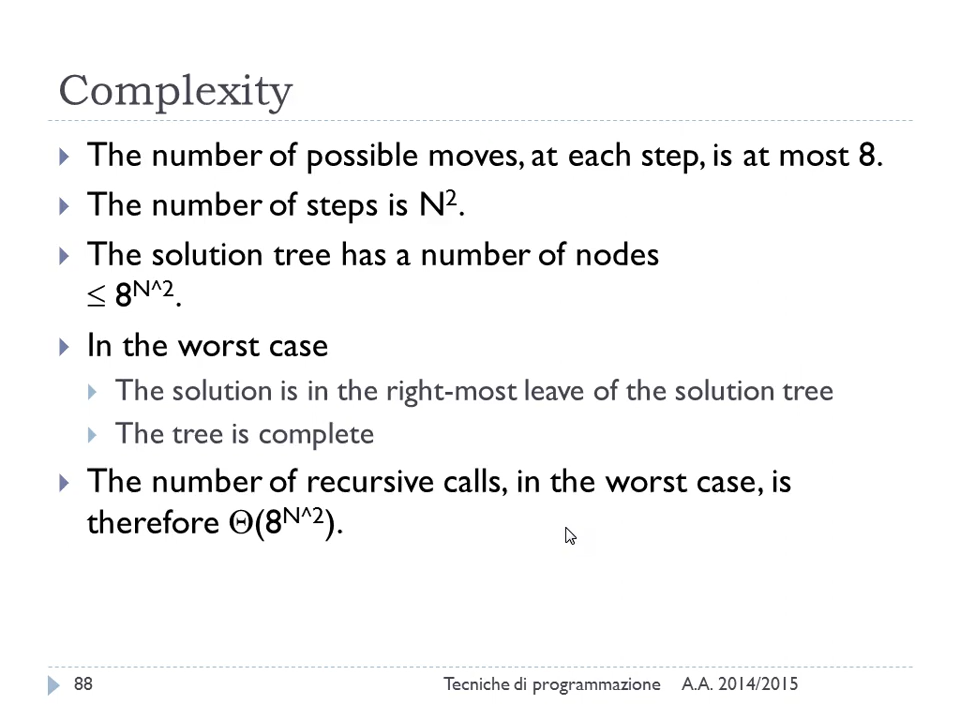 Complexity
The number of possible moves, at each step, is at most 8.
The number of steps is N².
The solution tree has a number of nodes
≤ 8^N^2.
In the worst case
The solution is in the right-most leave of the solution tree
The tree is complete
The number of recursive calls, in the worst case, is
therefore Θ(8^N^2).
88 Tecniche di programmazione A.A. 2014/2015